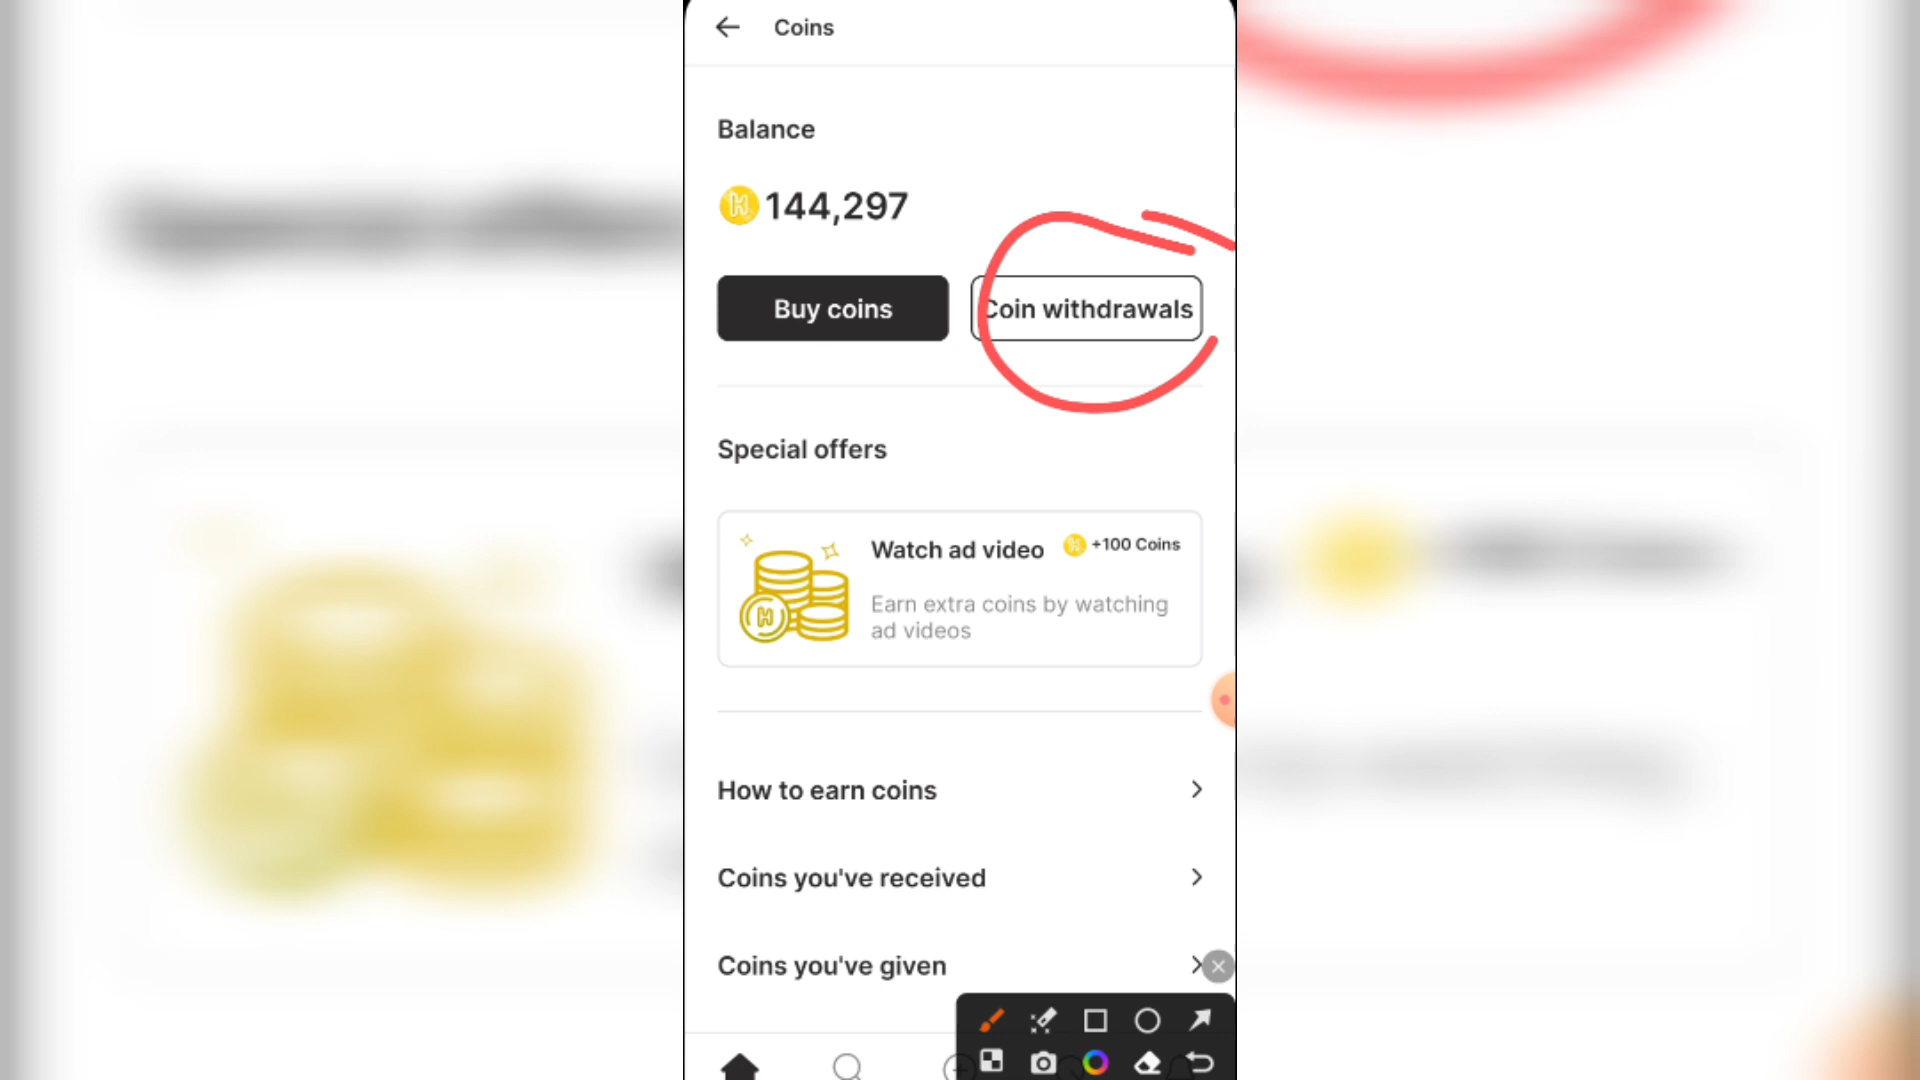 Coins
Balance
144,297
Buy coins
Coin withdrawals
Special offers
Watch ad video
+100 Coins
Earn extra coins by watching
ad videos
How to earn coins
Coins you've received
Coins you've given